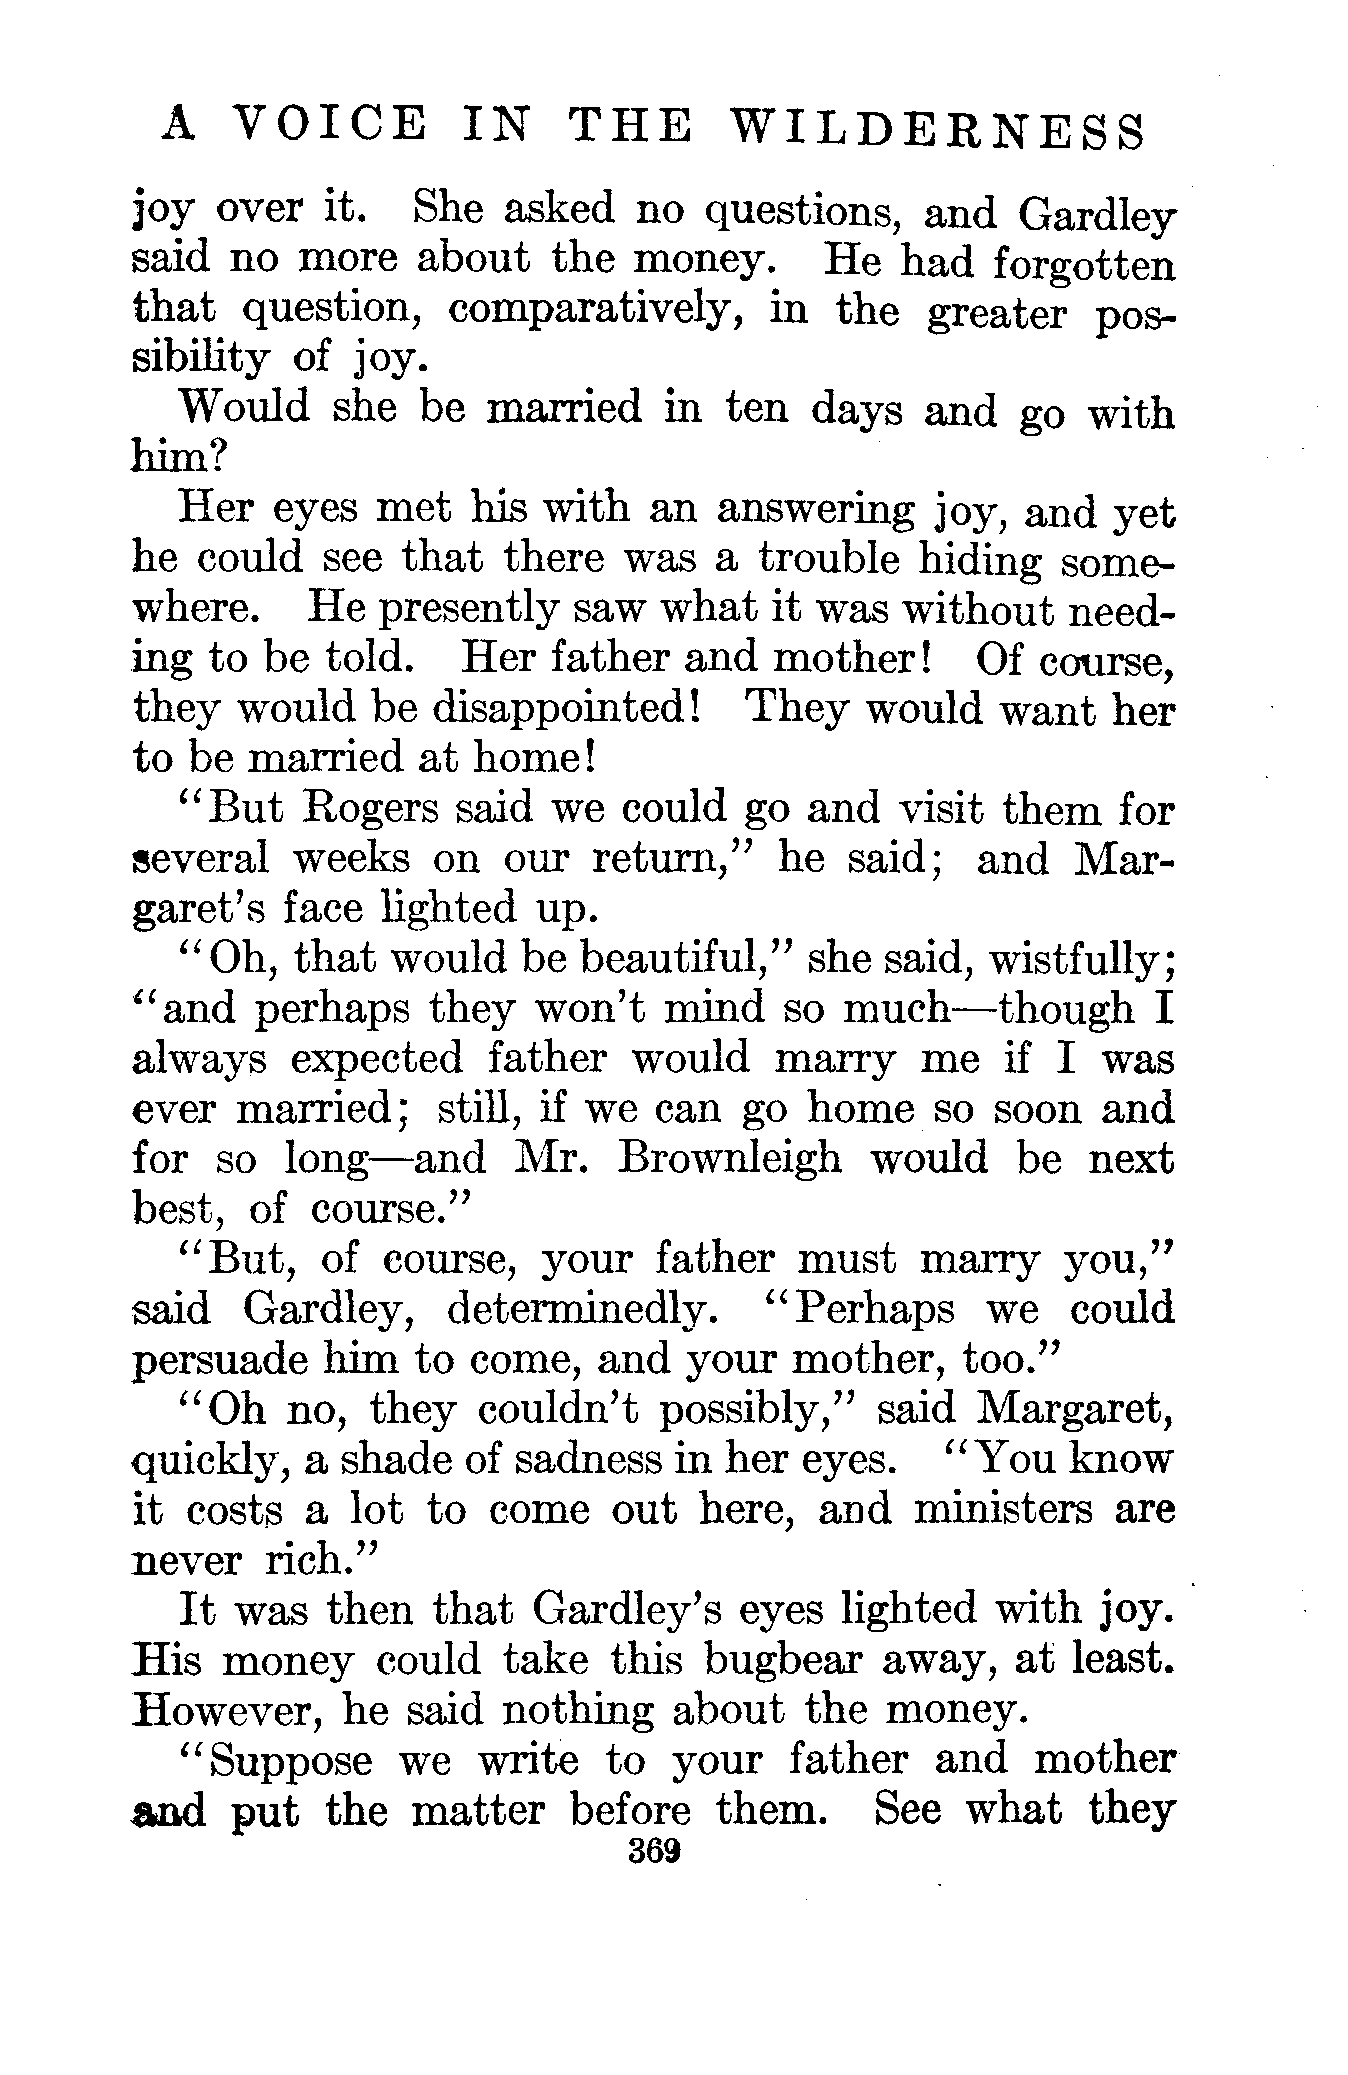 A VOICE IN THE WILDERNESS
joy over it. She asked no questions, and Gardley
said no more about the money. He had forgotten
that question, comparatively, in the greater pos-
sibility of joy.
Would she be married in ten days and go with
him?
Her eyes met his with an answering joy, and yet
he could see that there was a trouble hiding some-
where. He presently saw what it was without need-
ing to be told. Her father and mother! Of course,
they would be disappointed! They would want her
to be married at home!
"But Rogers said we could go and visit them for
several weeks on our return," he said; and Mar-
garet's face lighted up.
"Oh, that would be beautiful," she said, wistfully;
"and perhaps they won't mind so much—though I
always expected father would marry me if I was
ever married; still, if we can go home so soon and
for so long—and Mr. Brownleigh would be next
best, of course."
"But, of course, your father must marry you,"
said Gardley, determinedly. "Perhaps we could
persuade him to come, and your mother, too."
"Oh no, they couldn't possibly," said Margaret,
quickly, a shade of sadness in her eyes. "You know
it costs a lot to come out here, and ministers are
never rich."
It was then that Gardley's eyes lighted with joy.
His money could take this bugbear away, at least.
However, he said nothing about the money.
"Suppose we write to your father and mother
and put the matter before them. See what they
369